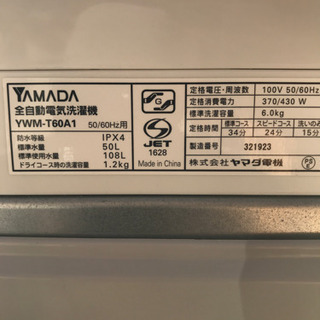 YAMADA
全自動電気洗濯機
YWM-T60A1 50/60Hz用
防水等級 IPX4
標準水量 50L
標準使用水量 108L
ドライコース時の洗濯容量 1.2kg
G
S
JET
1628
Made in China
定格電圧・周波数 100V 50/60Hz
定格消費電力 370/430 W
標準洗濯容量 6.0kg
定格時間 標準コース スピードコース 洗いのみ
34分 24分 15分
製造番号 321923
株式会社ヤマダ電機
PS